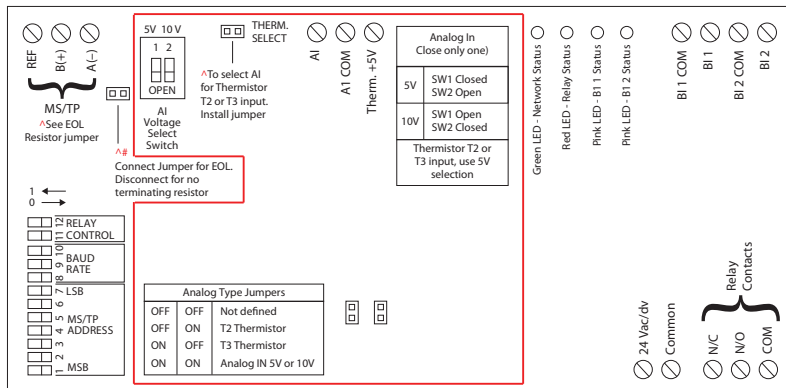 REF
B(+)
A(−)
MS/TP
^See EOL
Resistor jumper
^#
Connect Jumper for EOL.
Disconnect for no
terminating resistor
5V 10 V
1 2
OPEN
AI
Voltage
Select
Switch
THERM.
SELECT
^To select AI
for Thermistor
T2 or T3 input.
Install jumper
AI
A1 COM
Therm. +5V
Analog In
Close only one)
5V SW1 Closed
SW2 Open
10V SW1 Open
SW2 Closed
Thermistor T2 or
T3 input, use 5V
selection
Green LED - Network Status
Red LED - Relay Status
Pink LED - B1 1 Status
Pink LED - B1 2 Status
BI 1 COM
BI 1
BI 2 COM
BI 2
1
0
12 RELAY
11 CONTROL
10
9 BAUD
RATE
8
7 LSB
6
5 MS/TP
4 ADDRESS
3
2
1 MSB
Analog Type Jumpers
OFF OFF Not defined
OFF ON T2 Thermistor
ON OFF T3 Thermistor
ON ON Analog IN 5V or 10V
24 Vac/dv
Common
Relay
Contacts
N/C
N/O
COM